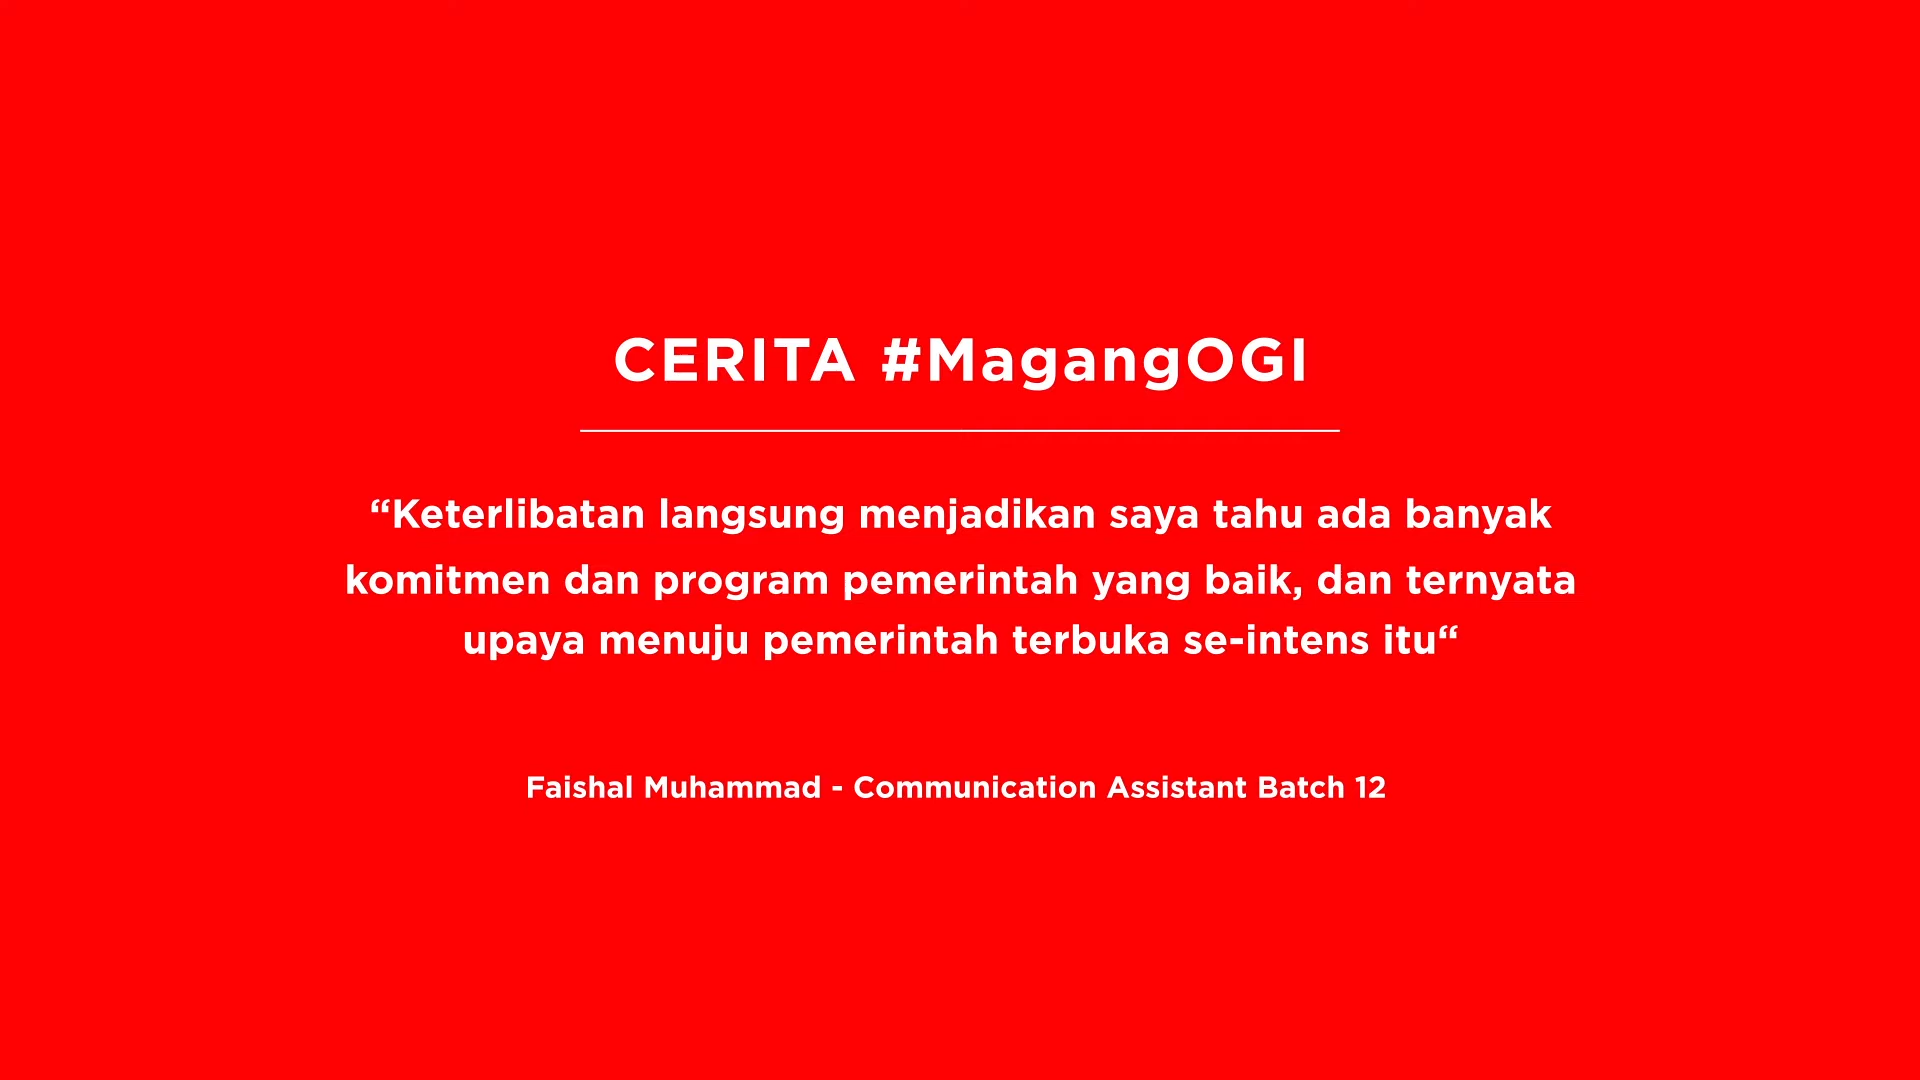 CERITA #MagangOGI
“Keterlibatan langsung menjadikan saya tahu ada banyak
komitmen dan program pemerintah yang baik, dan ternyata
upaya menuju pemerintah terbuka se-intens itu“
Faishal Muhammad - Communication Assistant Batch 12